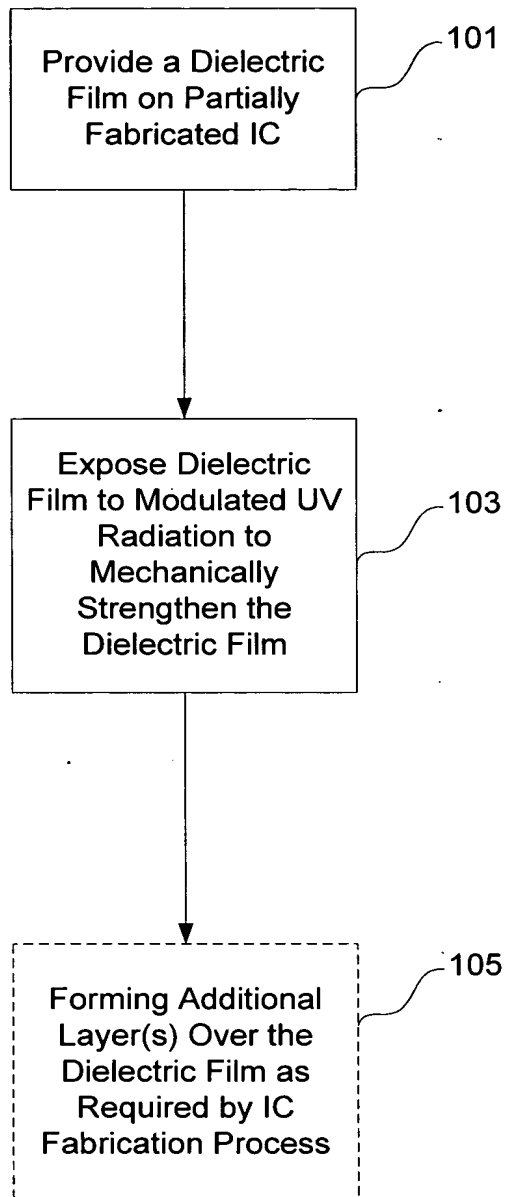 Provide a Dielectric
Film on Partially
Fabricated IC
101
Expose Dielectric
Film to Modulated UV
Radiation to
Mechanically
Strengthen the
Dielectric Film
103
Forming Additional
Layer(s) Over the
Dielectric Film as
Required by IC
Fabrication Process
105